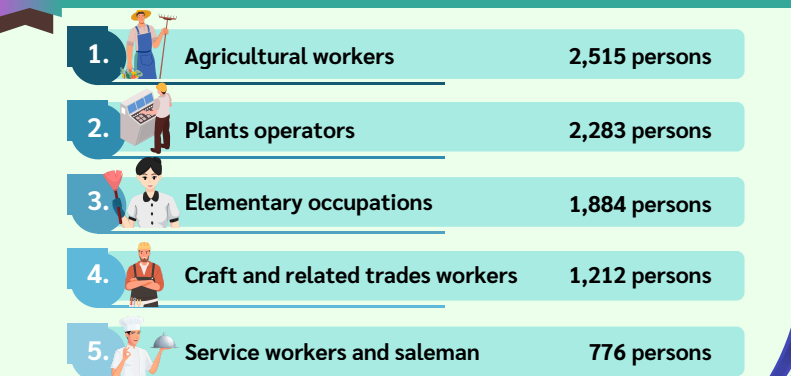 1. Agricultural workers 2,515 persons
2. Plants operators 2,283 persons
3. Elementary occupations 1,884 persons
4. Craft and related trades workers 1,212 persons
5. Service workers and saleman 776 persons